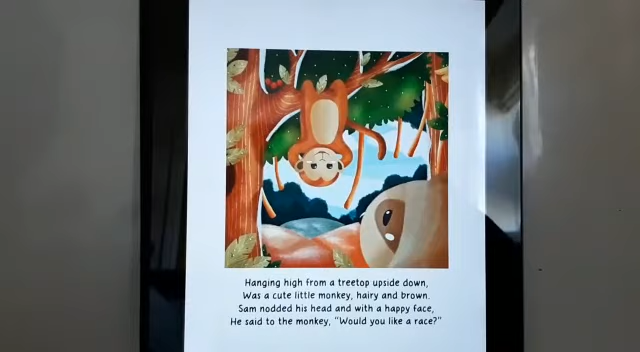 Hanging high from a treetop upside down,
Was a cute little monkey, hairy and brown.
Sam nodded his head and with a happy face,
He said to the monkey, "Would you like a race?"